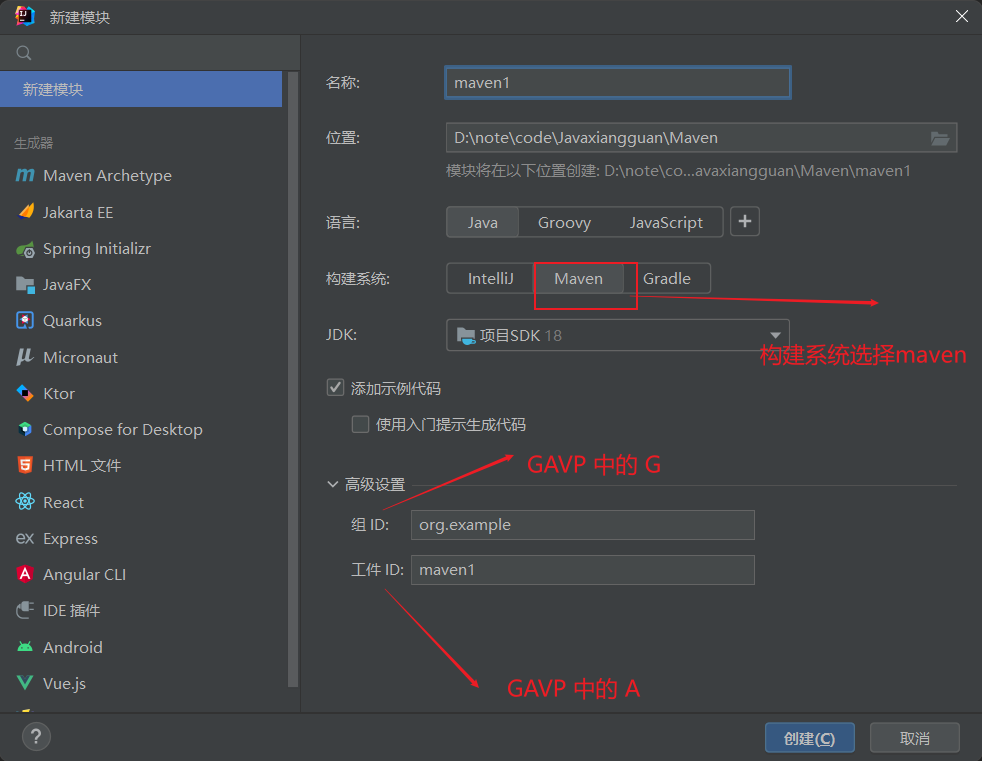 新建模块
新建模块
生成器
Maven Archetype
Jakarta EE
Spring Initializr
JavaFX
Quarkus
Micronaut
Ktor
Compose for Desktop
HTML 文件
React
Express
Angular CLI
IDE 插件
Android
Vue.js
名称: maven1
位置: D:\note\code\Javaxiangguan\Maven
模块将在以下位置创建: D:\note\co...avaxiangguan\Maven\maven1
语言: Java Groovy JavaScript +
构建系统: IntelliJ Maven Gradle
JDK: 项目SDK 18
构建系统选择maven
添加示例代码
使用入门提示生成代码
GAVP 中的 G
高级设置
组 ID: org.example
工件 ID: maven1
GAVP 中的 A
? 创建(C) 取消